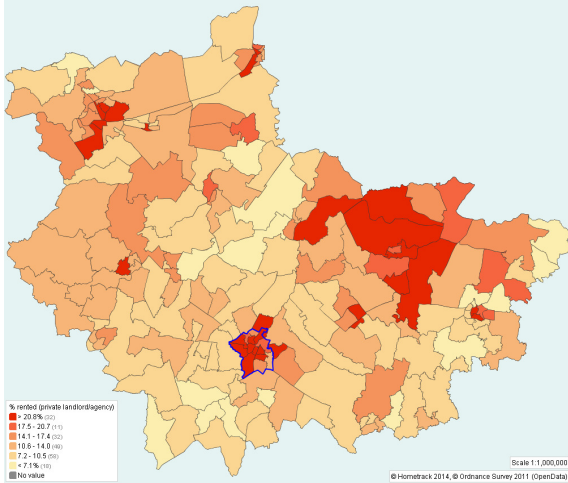 % rented (private landlord/agency)
> 20.8% (32)
17.5 - 20.7 (11)
14.1 - 17.4 (32)
10.6 - 14.0 (49)
7.2 - 10.5 (59)
< 7.1% (18)
No value
Scale 1:1,000,000
© Hometrack 2014, © Ordnance Survey 2011 (OpenData)